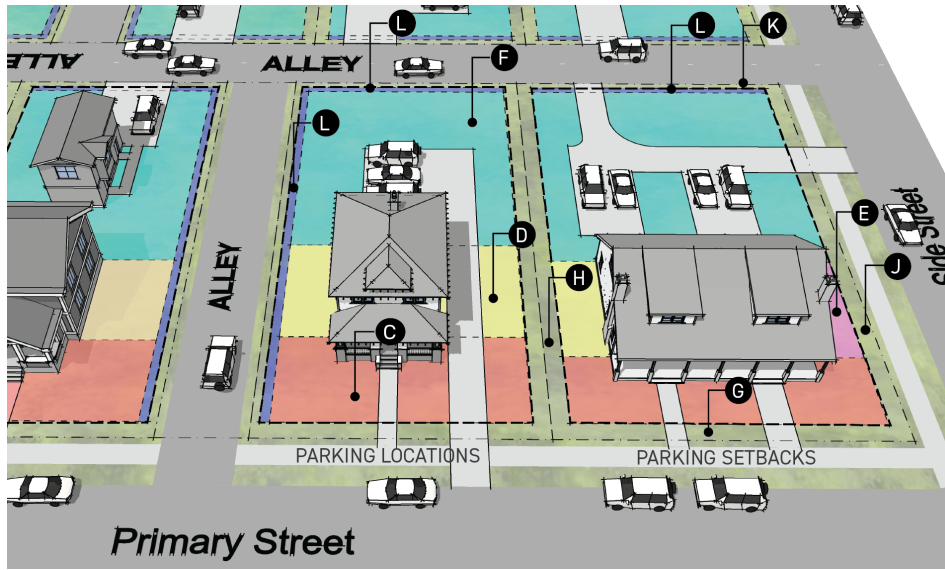 L
L
K
ALLEY
ALLEY
F
L
D
E
Side Street
ALLEY
H
J
C
G
PARKING LOCATIONS
PARKING SETBACKS
Primary Street